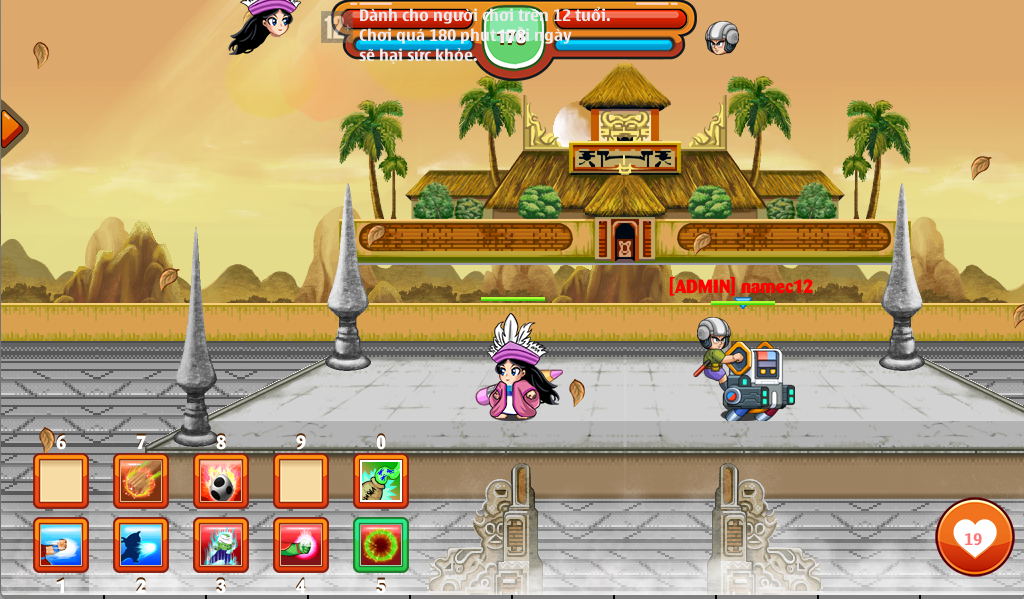 12
Dành cho người chơi trên 12 tuổi.
Chơi quá 180 phút mỗi ngày
sẽ hại sức khỏe.
178
[ADMIN] namec12
6 7 8 9 0
19
1 2 3 4 5